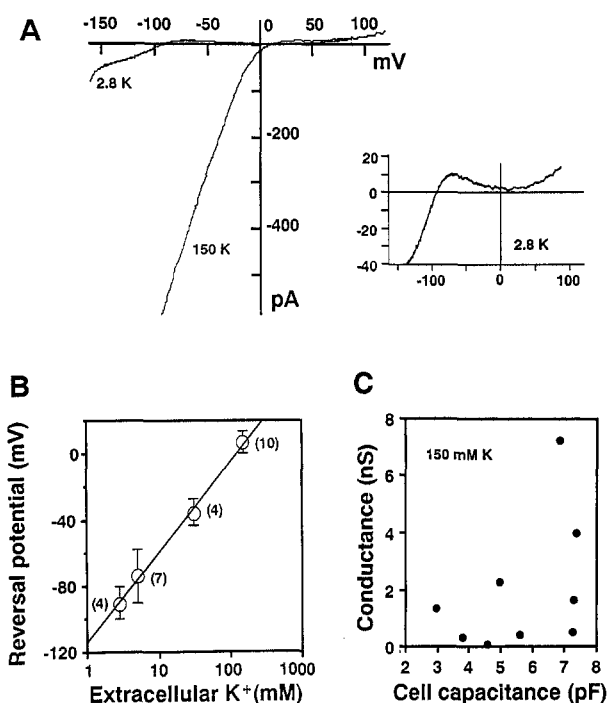 A
-150 -100 -50 0 50 100
mV
2.8 K
-200
-400
150 K
pA
20
0
-20
-40
2.8 K
-100 0 100
B
Reversal potential (mV)
0
-40
-80
-120
(10)
(4)
(7)
(4)
1 10 100 1000
Extracellular K+(mM)
C
Conductance (nS)
8
6
4
2
0
150 mM K
2 3 4 5 6 7 8
Cell capacitance (pF)